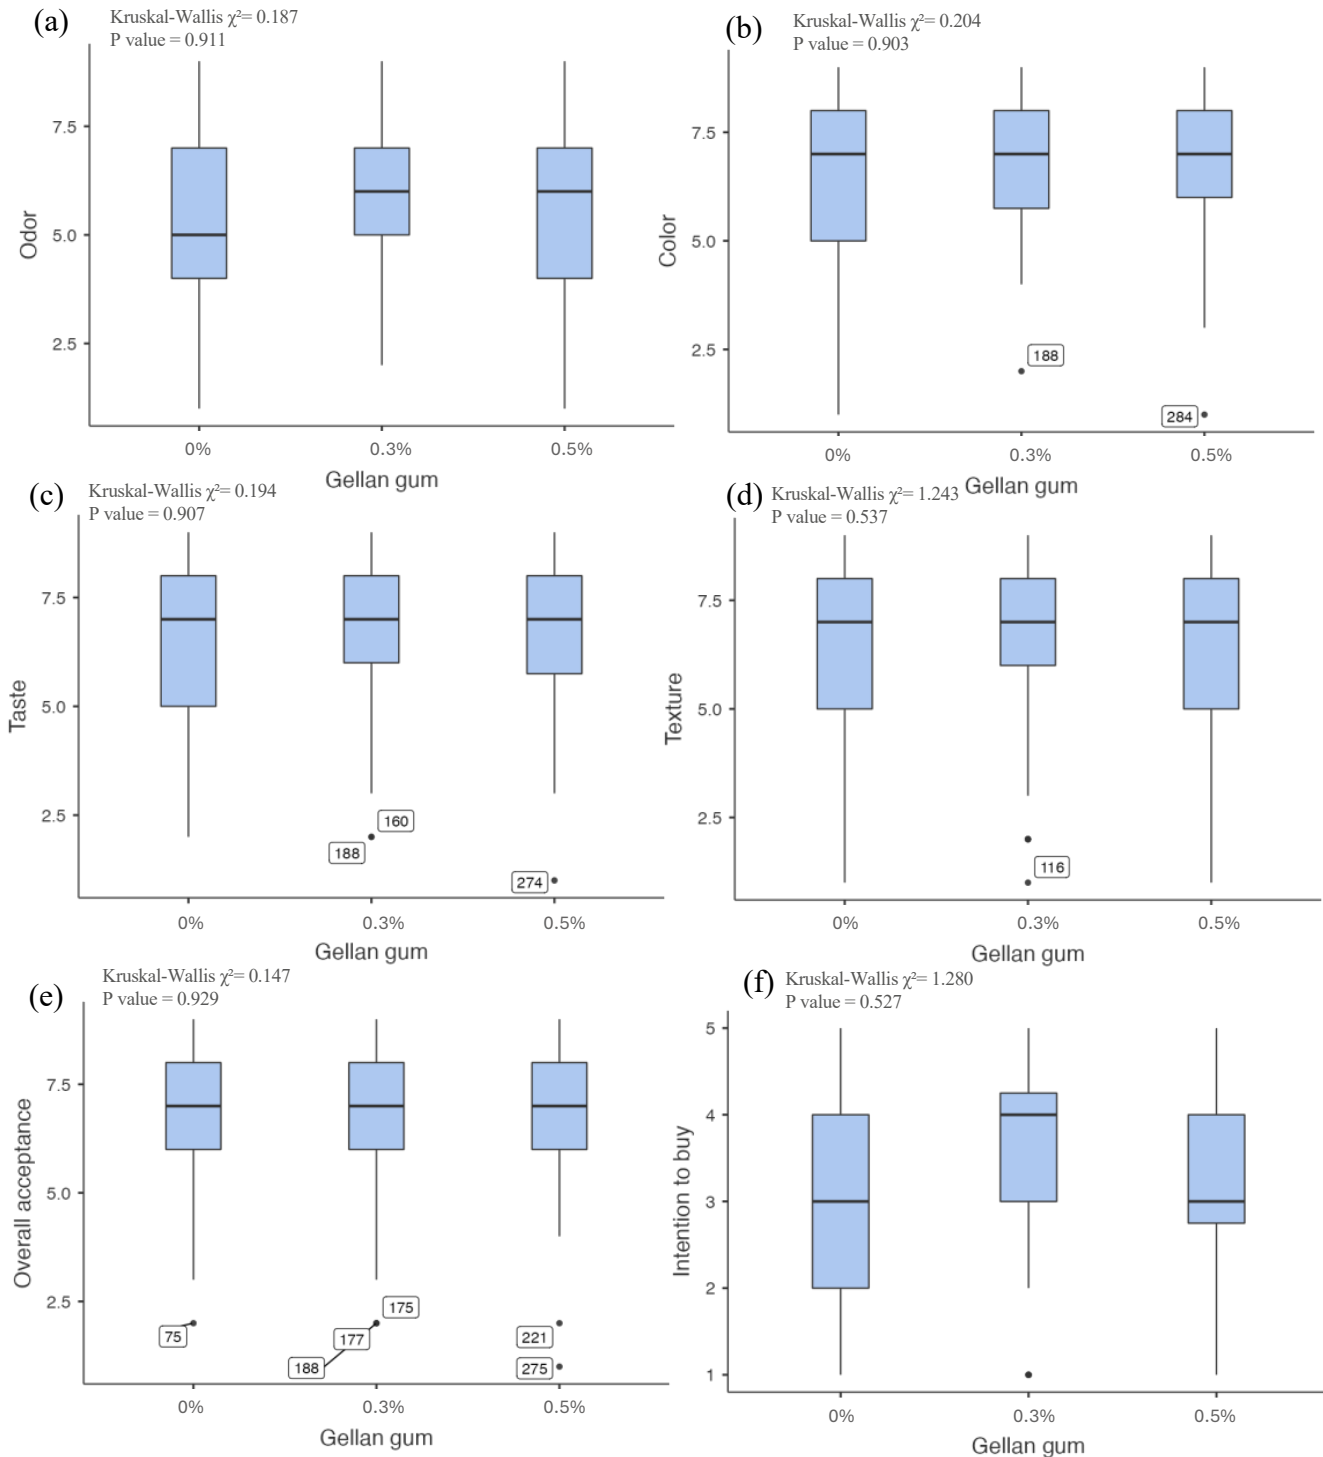 (a)
Kruskal-Wallis χ²= 0.187
P value = 0.911
Odor
7.5
5.0
2.5
0%
0.3%
0.5%
Gellan gum
(b)
Kruskal-Wallis χ²= 0.204
P value = 0.903
Color
7.5
5.0
2.5
188
284
0%
0.3%
0.5%
Gellan gum
(c)
Kruskal-Wallis χ²= 0.194
P value = 0.907
Taste
7.5
5.0
2.5
160
188
274
0%
0.3%
0.5%
Gellan gum
(d)
Kruskal-Wallis χ²= 1.243
P value = 0.537
Texture
7.5
5.0
2.5
116
0%
0.3%
0.5%
Gellan gum
(e)
Kruskal-Wallis χ²= 0.147
P value = 0.929
Overall acceptance
7.5
5.0
2.5
75
175
177
188
221
275
0%
0.3%
0.5%
Gellan gum
(f)
Kruskal-Wallis χ²= 1.280
P value = 0.527
Intention to buy
5
4
3
2
1
0%
0.3%
0.5%
Gellan gum